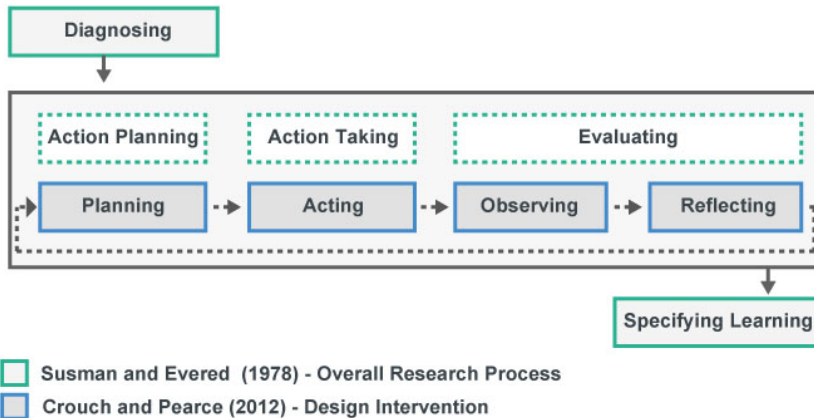 Diagnosing
Action Planning
Action Taking
Evaluating
Planning
Acting
Observing
Reflecting
Specifying Learning
Susman and Evered (1978) - Overall Research Process
Crouch and Pearce (2012) - Design Intervention